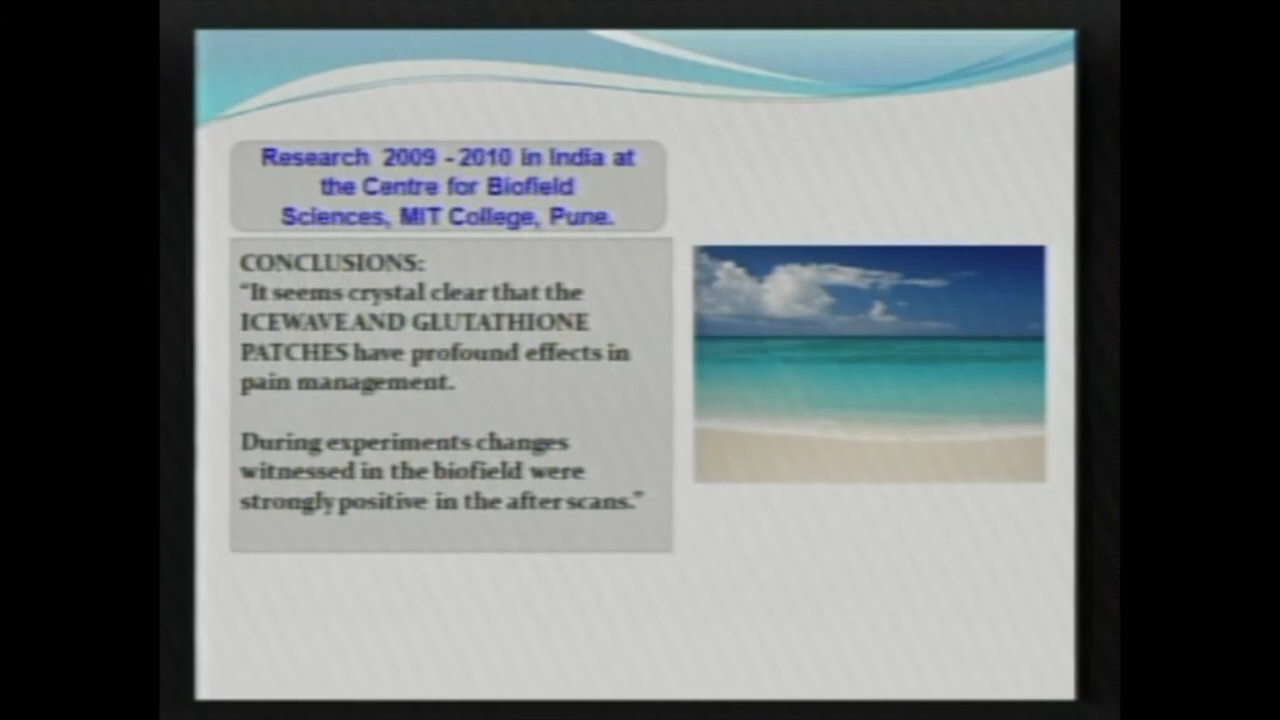 Research 2009 - 2010 in India at
the Centre for Biofield
Sciences, MIT College, Pune.
CONCLUSIONS:
“It seems crystal clear that the
ICEWAVE AND GLUTATHIONE
PATCHES have profound effects in
pain management.
During experiments changes
witnessed in the biofield were
strongly positive in the after scans.”